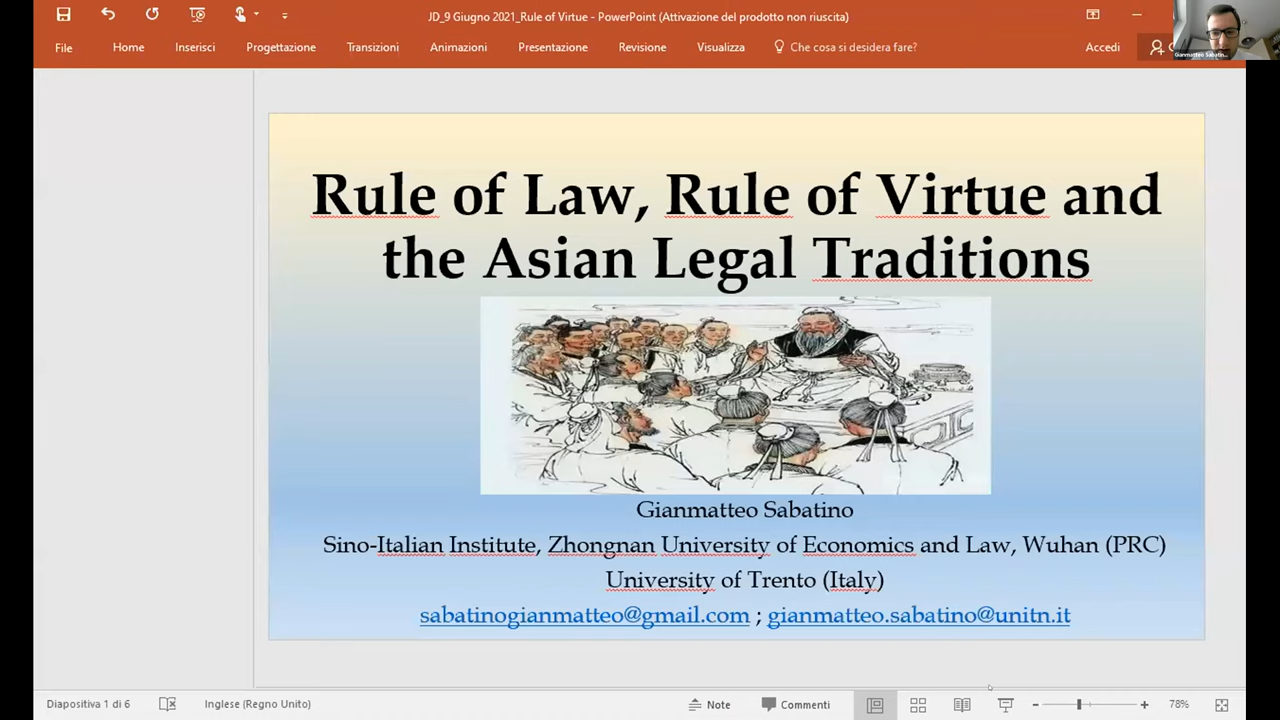 JD_9 Giugno 2021_Rule of Virtue - PowerPoint (Attivazione del prodotto non riuscita)
File Home Inserisci Progettazione Transizioni Animazioni Presentazione Revisione Visualizza Che cosa si desidera fare? Accedi
Rule of Law, Rule of Virtue and
the Asian Legal Traditions
Gianmatteo Sabatino
Sino-Italian Institute, Zhongnan University of Economics and Law, Wuhan (PRC)
University of Trento (Italy)
sabatinogianmatteo@gmail.com ; gianmatteo.sabatino@unitn.it
Diapositiva 1 di 6 Inglese (Regno Unito) Note Commenti 78%